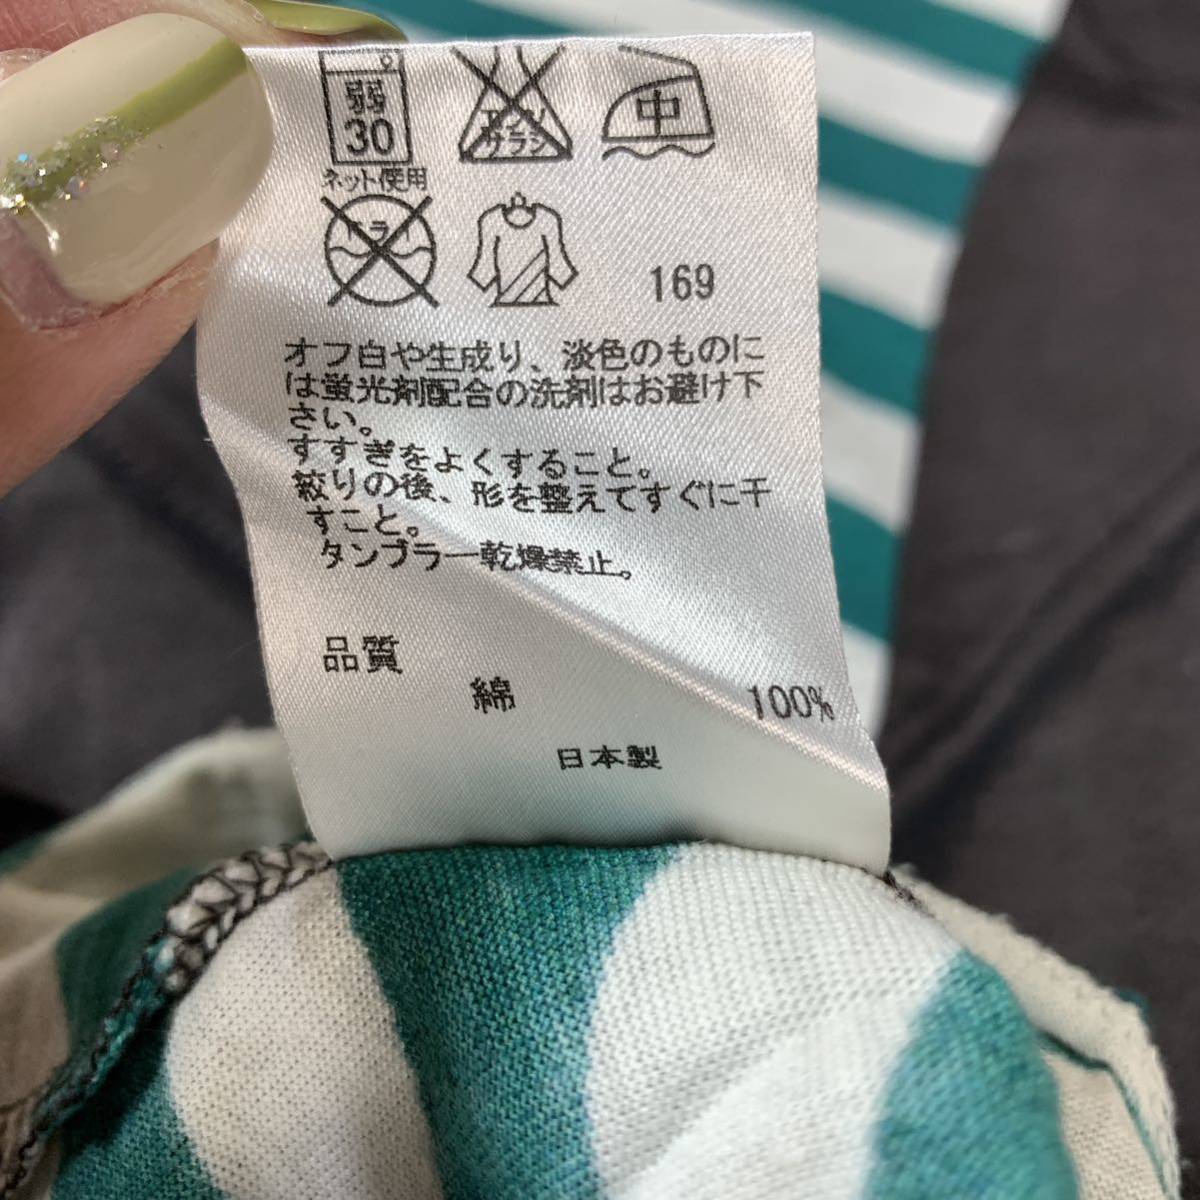 弱
30
ネット使用
エンソ
サラシ
中
ドライ
169
オフ白や生成り、淡色のものに
は蛍光剤配合の洗剤はお避け下
さい。
すすぎをよくすること。
絞りの後、形を整えてすぐに干
すこと。
タンブラー乾燥禁止。
品質
綿 100%
日本製